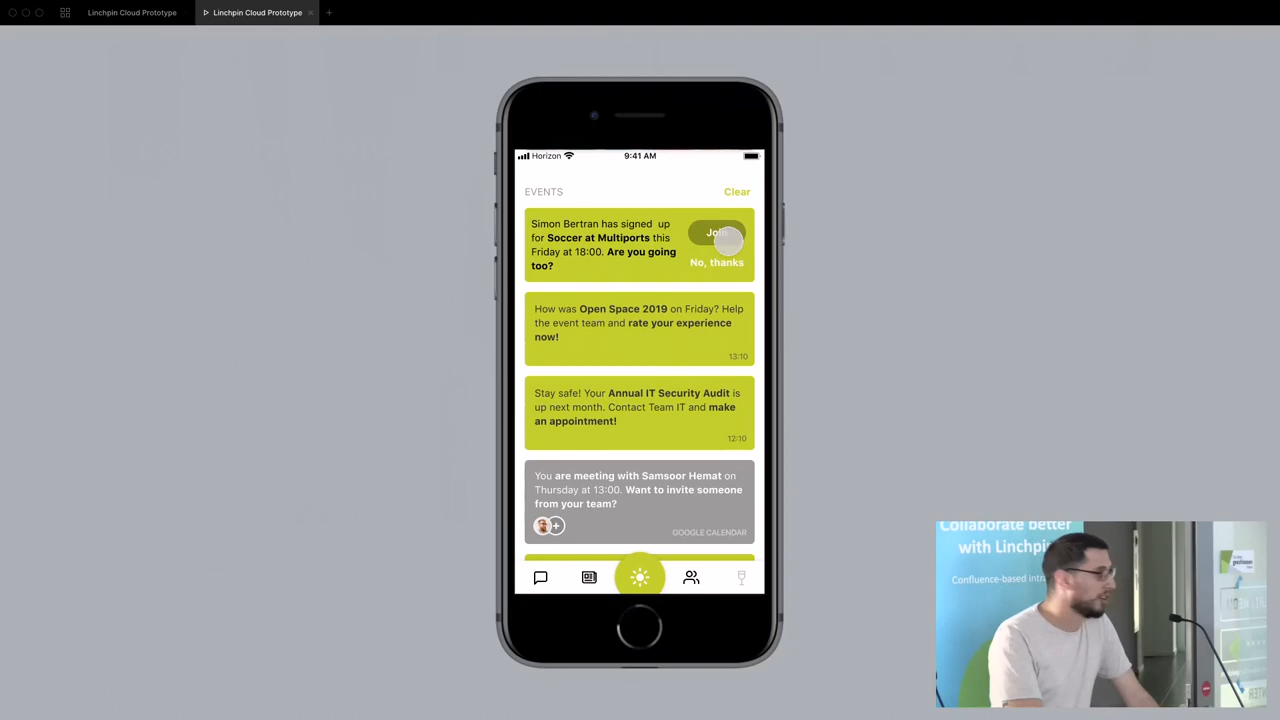 Linchpin Cloud Prototype
Linchpin Cloud Prototype
Horizon
9:41 AM
EVENTS
Clear
Simon Bertran has signed up
for Soccer at Multiports this
Friday at 18:00. Are you going
too?
Join
No, thanks
How was Open Space 2019 on Friday? Help
the event team and rate your experience
now!
13:10
Stay safe! Your Annual IT Security Audit is
up next month. Contact Team IT and make
an appointment!
12:10
You are meeting with Samsoor Hemat on
Thursday at 13:00. Want to invite someone
from your team?
GOOGLE CALENDAR
Collaborate better
with Linchpin
Confluence-based intra